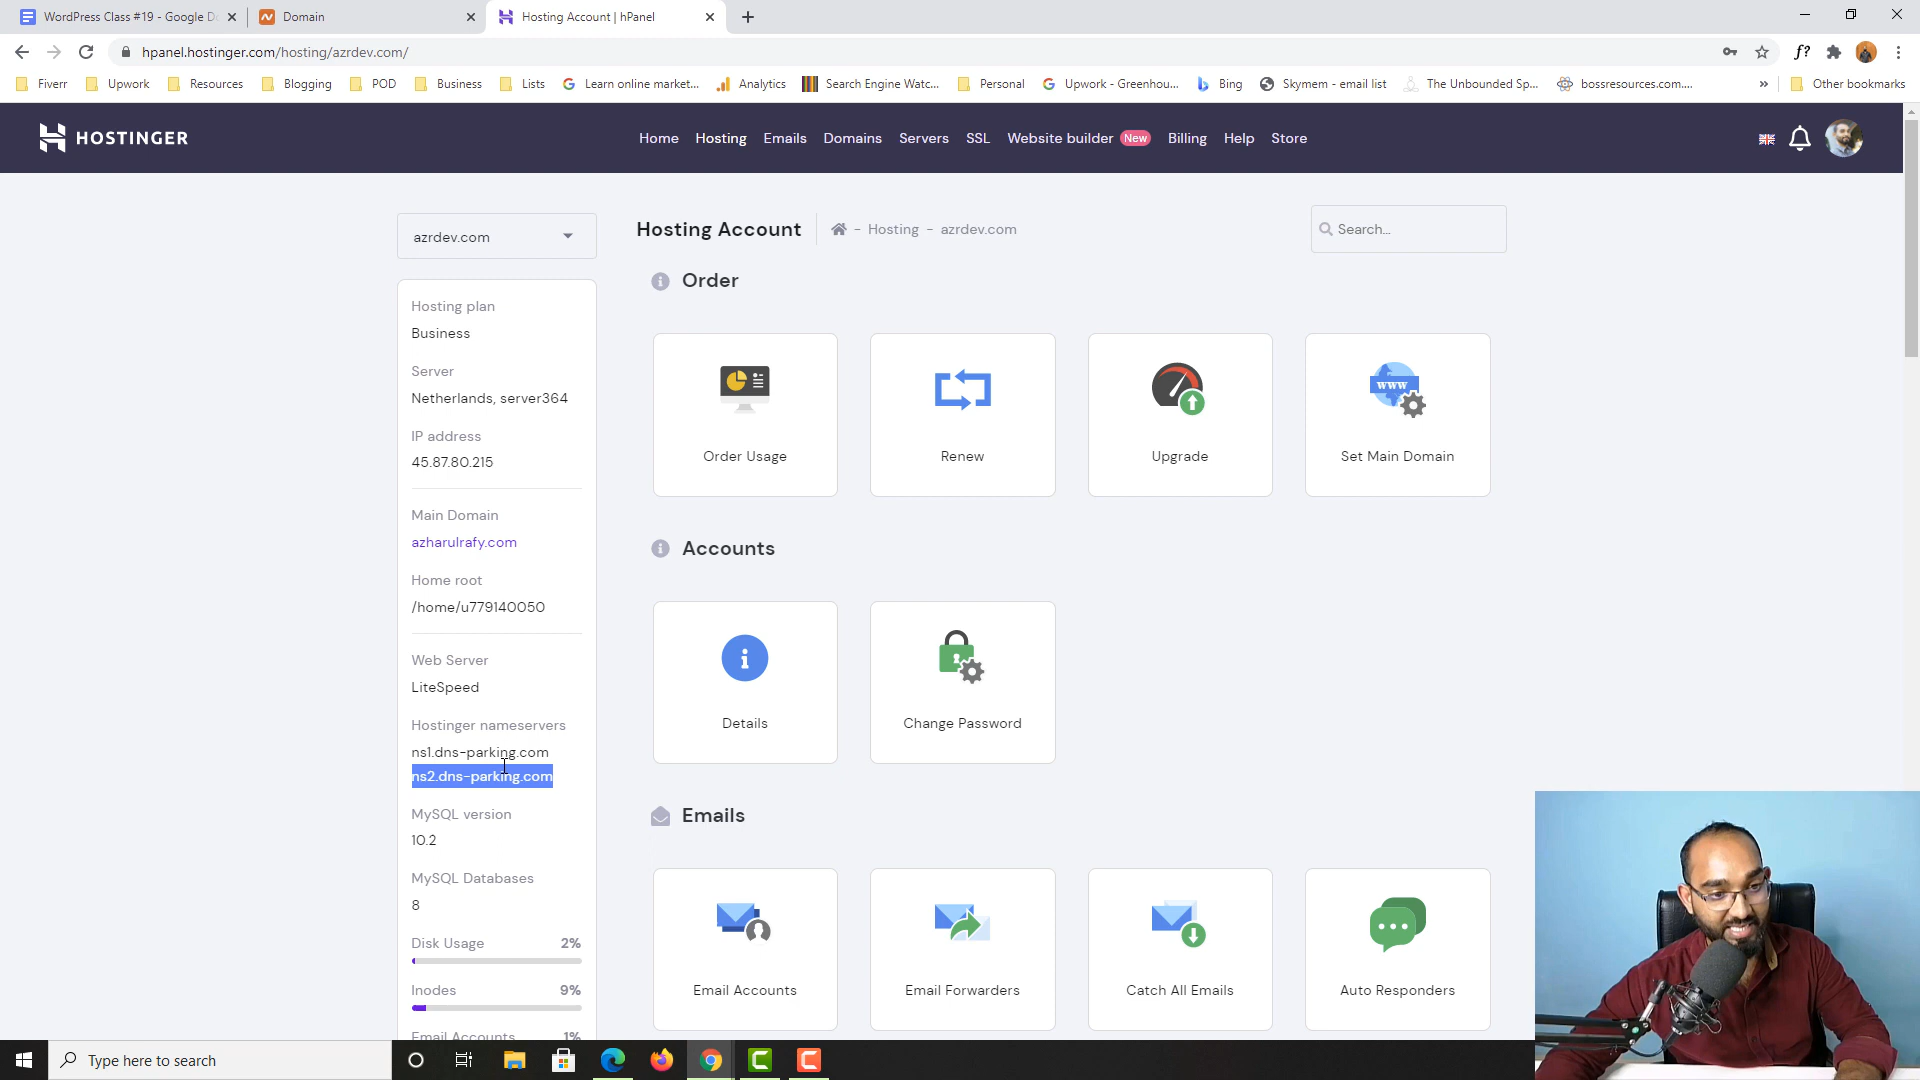 WordPress Class #19 - Google D
Domain
Hosting Account | hPanel
hpanel.hostinger.com/hosting/azrdev.com/
f?
Fiverr
Upwork
Resources
Blogging
POD
Business
Lists
Learn online market...
Analytics
Search Engine Watc...
Personal
Upwork - Greenhou...
Bing
Skymem - email list
The Unbounded Sp...
bossresources.com....
»
Other bookmarks
HOSTINGER
Home
Hosting
Emails
Domains
Servers
SSL
Website builder New
Billing
Help
Store
azrdev.com
Hosting Account
- Hosting - azrdev.com
Search...
Hosting plan
Business
Server
Netherlands, server364
IP address
45.87.80.215
Main Domain
azharulrafy.com
Home root
/home/u779140050
Web Server
LiteSpeed
Hostinger nameservers
ns1.dns-parking.com
ns2.dns-parking.com
MySQL version
10.2
MySQL Databases
8
Disk Usage 2%
Inodes 9%
Email Accounts 1%
Order
Order Usage
Renew
Upgrade
www
Set Main Domain
Accounts
Details
Change Password
Emails
Email Accounts
Email Forwarders
Catch All Emails
Auto Responders
Type here to search